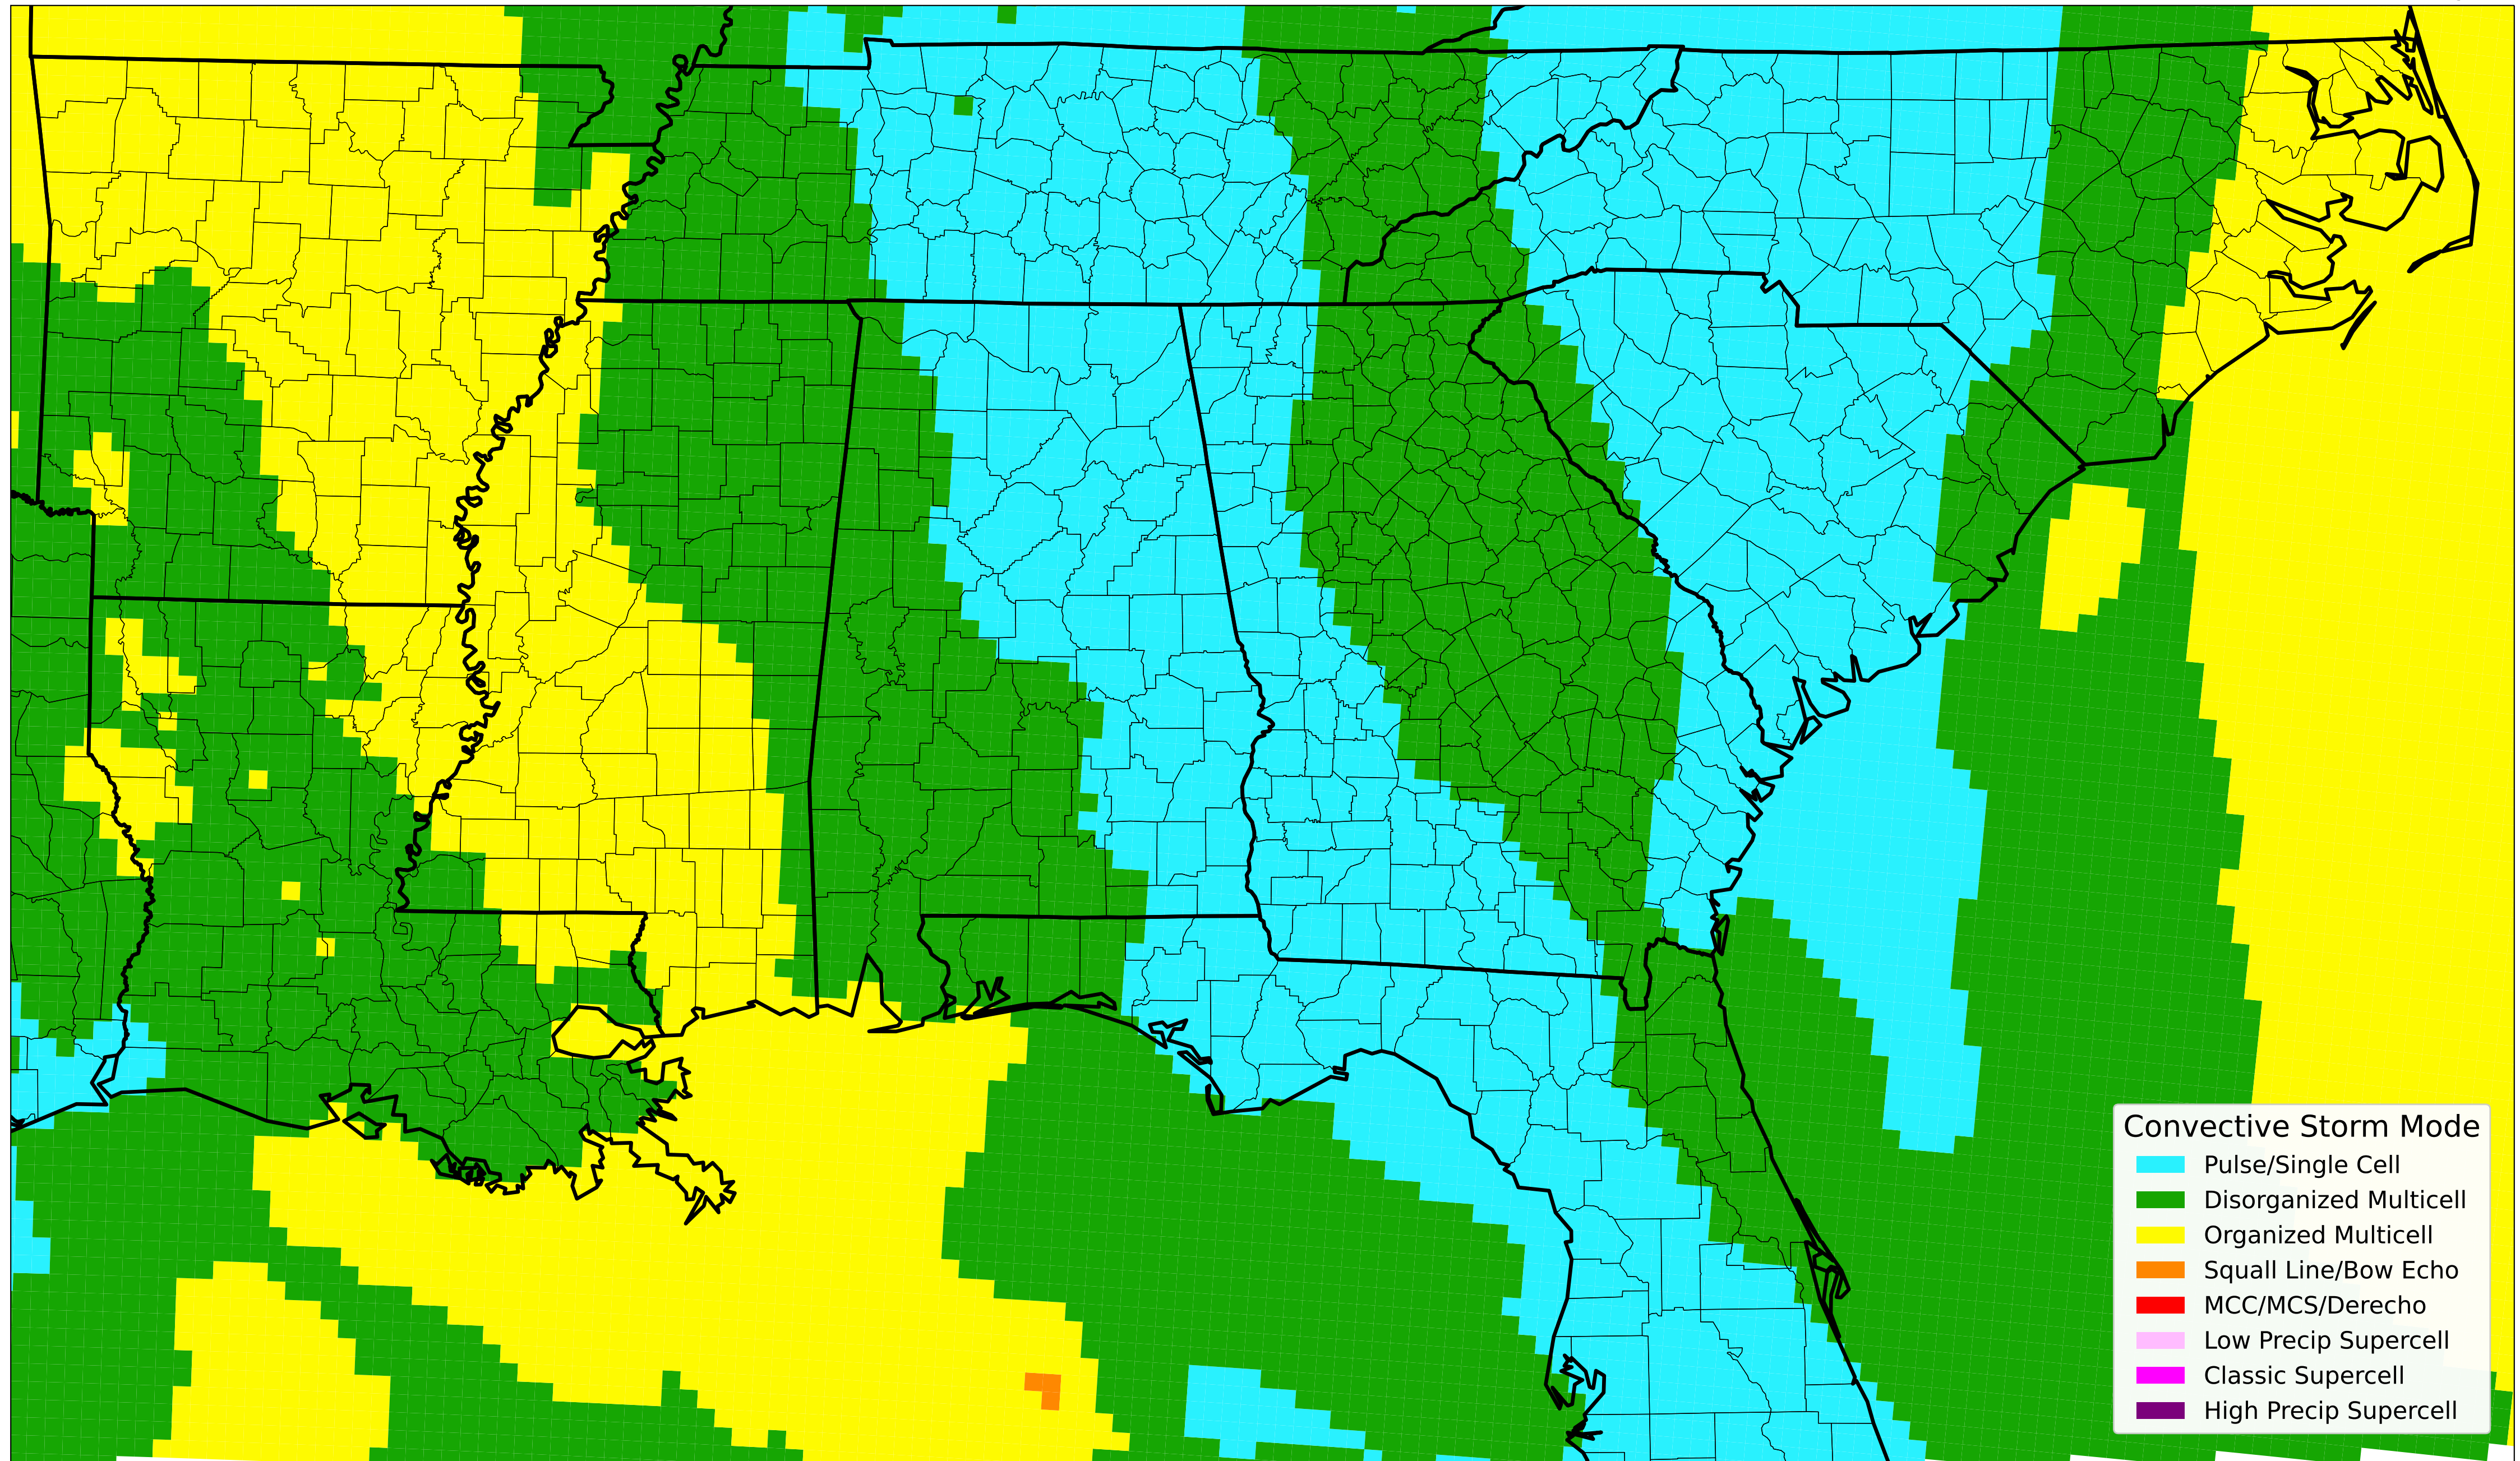 Convective Storm Mode
Pulse/Single Cell
Disorganized Multicell
Organized Multicell
Squall Line/Bow Echo
MCC/MCS/Derecho
Low Precip Supercell
Classic Supercell
High Precip Supercell